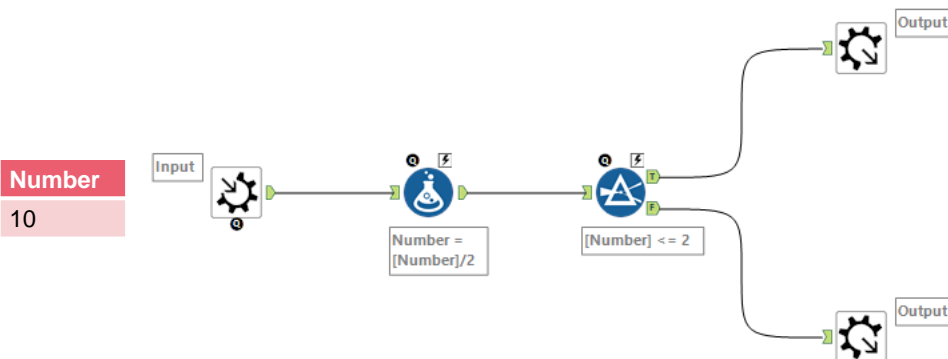 Output
Input
Q
Q
Number
T
10
F
Q
Number =
[Number]/2
[Number] <= 2
Output